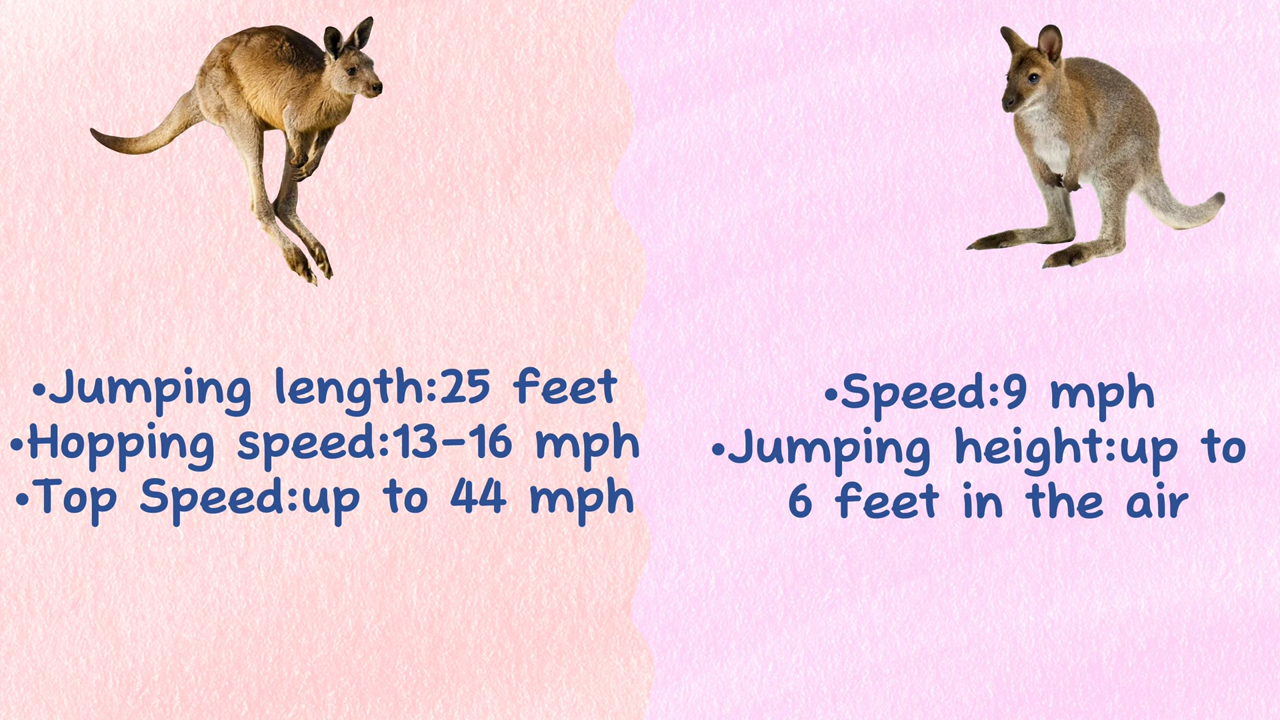 •Jumping length:25 feet
•Hopping speed:13-16 mph
•Top Speed:up to 44 mph
•Speed:9 mph
•Jumping height:up to
6 feet in the air